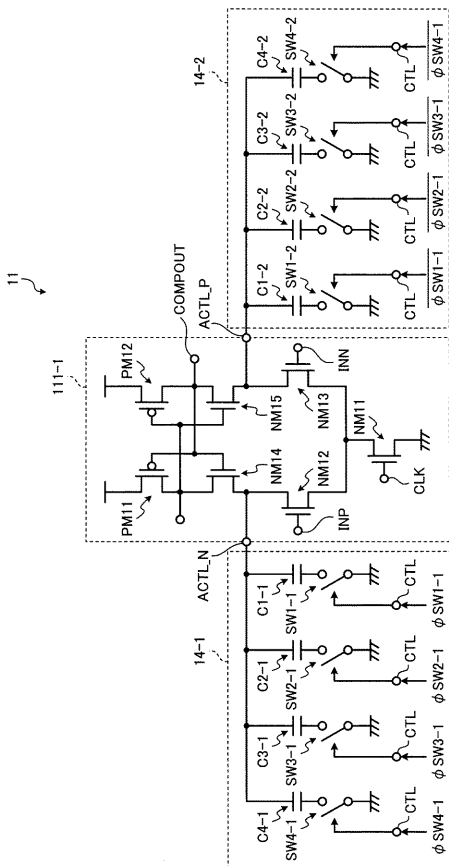 11
111-1
PM11
PM12
COMPOUT
ACTL_N
ACTL_P
NM14
NM15
NM12
NM13
INP
INN
NM11
CLK
14-1
C4-1
C3-1
C2-1
C1-1
SW4-1
SW3-1
SW2-1
SW1-1
CTL
CTL
CTL
CTL
φSW4-1
φSW3-1
φSW2-1
φSW1-1
14-2
C1-2
C2-2
C3-2
C4-2
SW1-2
SW2-2
SW3-2
SW4-2
CTL
CTL
CTL
CTL
φSW1-1
φSW2-1
φSW3-1
φSW4-1